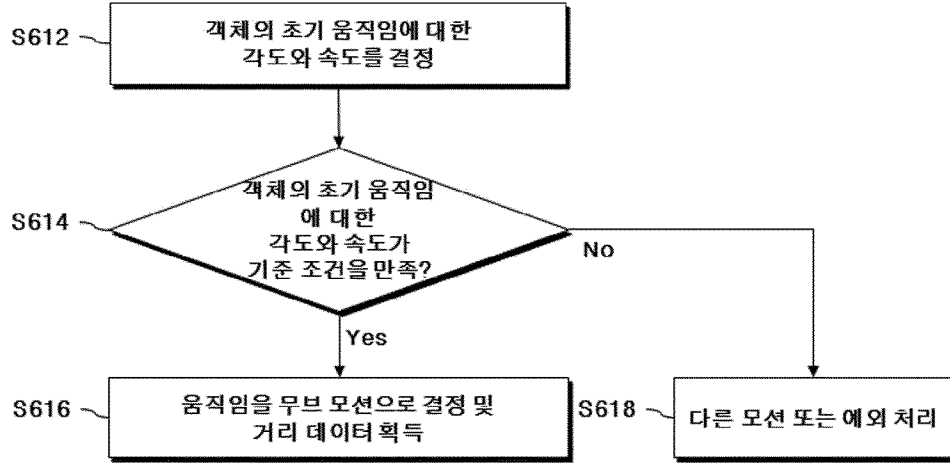 S612
객체의 초기 움직임에 대한
각도와 속도를 결정
S614
객체의 초기 움직임
에 대한
각도와 속도가
기준 조건을 만족?
No
Yes
S616
움직임을 무브 모션으로 결정 및
거리 데이터 획득
S618
다른 모션 또는 예외 처리